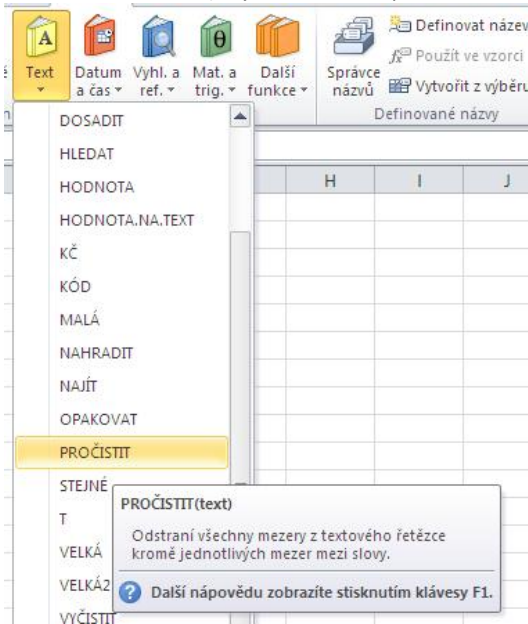 Definovat název
Použít ve vzorci
Vytvořit z výběru
Text
Datum a čas
Vyhl. a ref.
Mat. a trig.
Další funkce
Správce názvů
Definované názvy
H I J
DOSADIT
HLEDAT
HODNOTA
HODNOTA.NA.TEXT
KČ
KÓD
MALÁ
NAHRADIT
NAJÍT
OPAKOVAT
PROČISTIT
STEJNÉ
PROČISTIT(text)
T
Odstraní všechny mezery z textového řetězce
kromě jednotlivých mezer mezi slovy.
VELKÁ
VELKÁ2
Další nápovědu zobrazíte stisknutím klávesy F1.
VYČISTIT